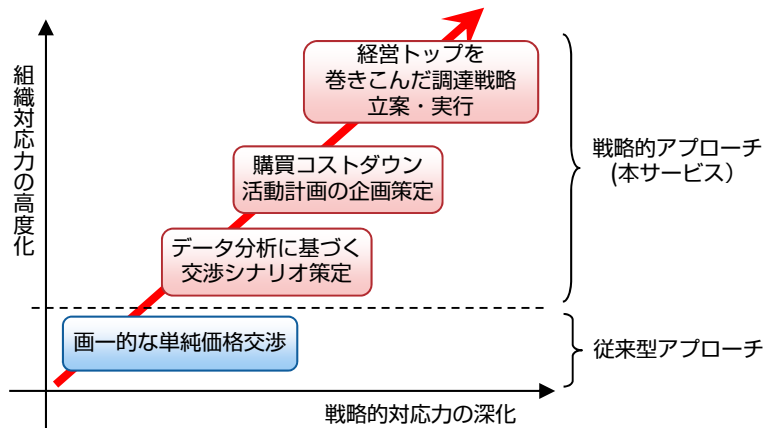 経営トップを
巻きこんだ調達戦略
立案・実行
組織対応力の高度化
購買コストダウン
活動計画の企画策定
戦略的アプローチ
(本サービス）
データ分析に基づく
交渉シナリオ策定
画一的な単純価格交渉
従来型アプローチ
戦略的対応力の深化